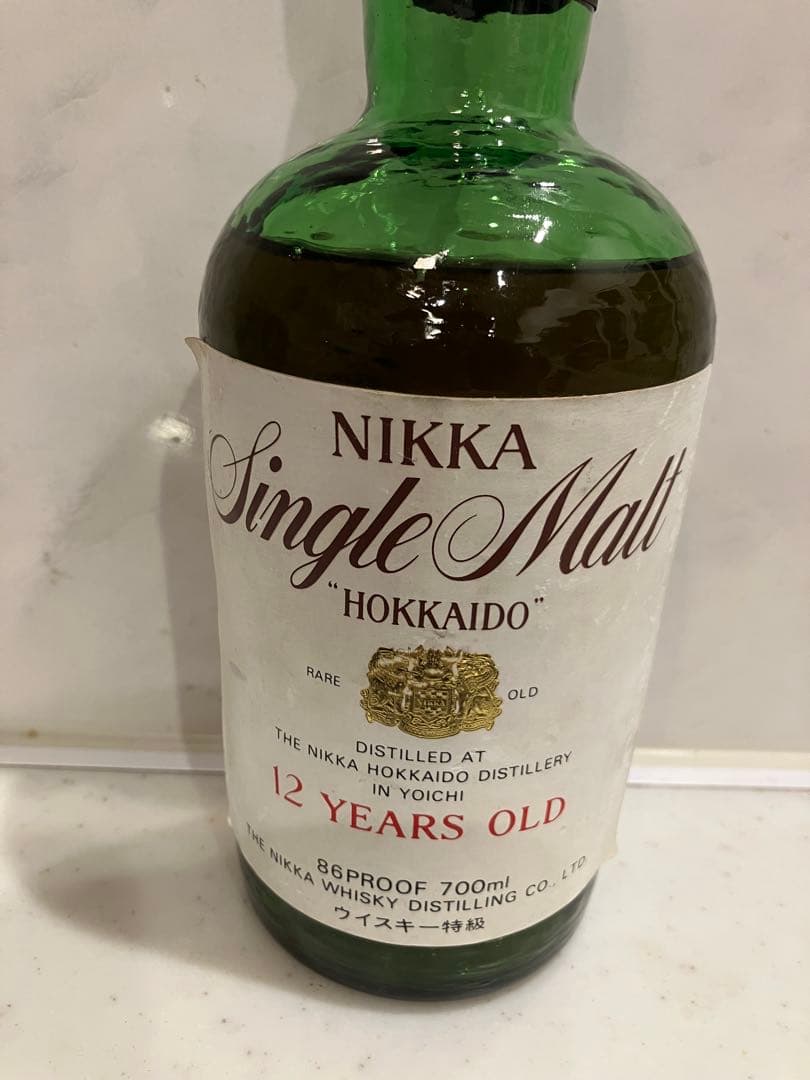 NIKKA
Single Malt
"HOKKAIDO"
RARE OLD
NIKKA
DISTILLED AT
THE NIKKA HOKKAIDO DISTILLERY
IN YOICHI
12 YEARS OLD
86PROOF 700ml
THE NIKKA WHISKY DISTILLING CO., LTD.
ウイスキー特級